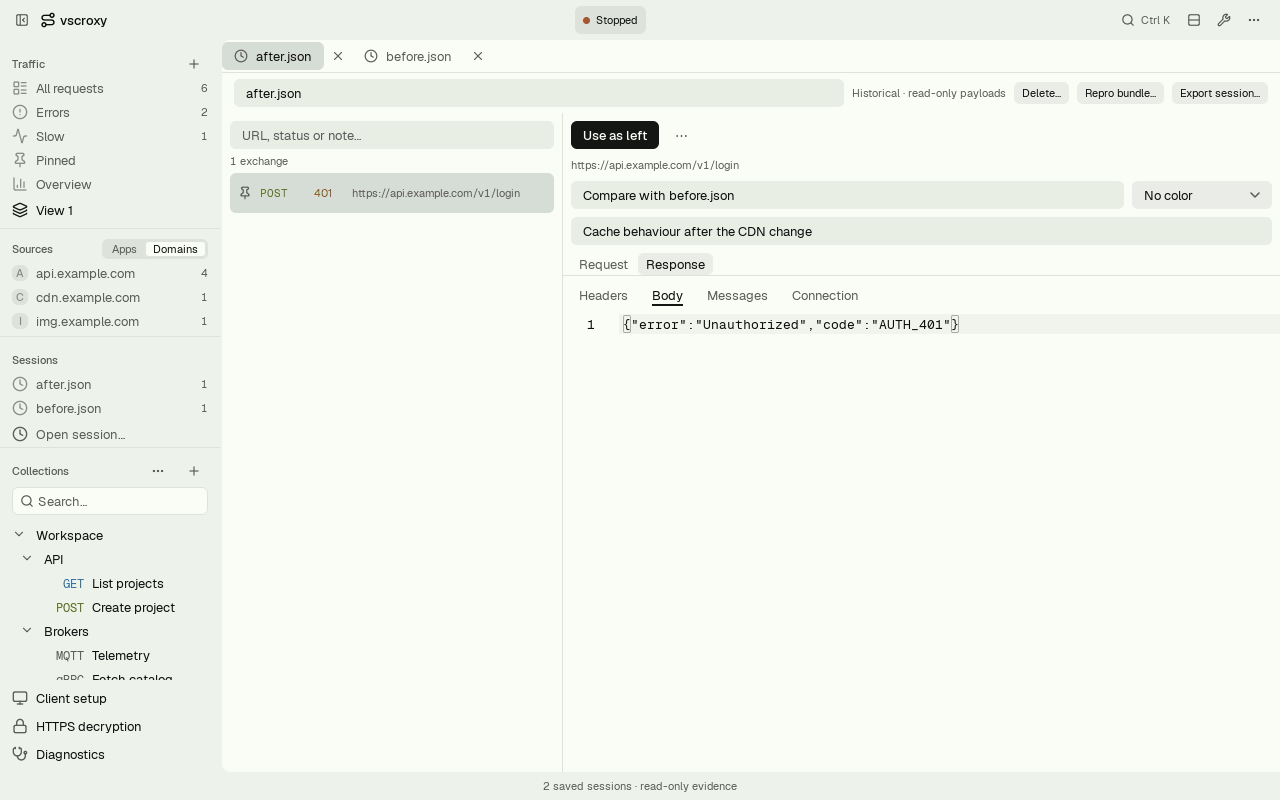 vscroxy
Stopped
Ctrl K
Traffic
All requests 6
Errors 2
Slow 1
Pinned
Overview
View 1
Sources Apps Domains
A api.example.com 4
C cdn.example.com 1
I img.example.com 1
Sessions
after.json 1
before.json 1
Open session…
Collections
Search…
Workspace
API
GET List projects
POST Create project
Brokers
MQTT Telemetry
gRPC Fetch catalog
Client setup
HTTPS decryption
Diagnostics
after.json before.json
after.json Historical · read-only payloads Delete… Repro bundle… Export session…
URL, status or note…
1 exchange
POST 401 https://api.example.com/v1/login
Use as left
https://api.example.com/v1/login
Compare with before.json No color
Cache behaviour after the CDN change
Request Response
Headers Body Messages Connection
1 {"error":"Unauthorized","code":"AUTH_401"}
2 saved sessions · read-only evidence